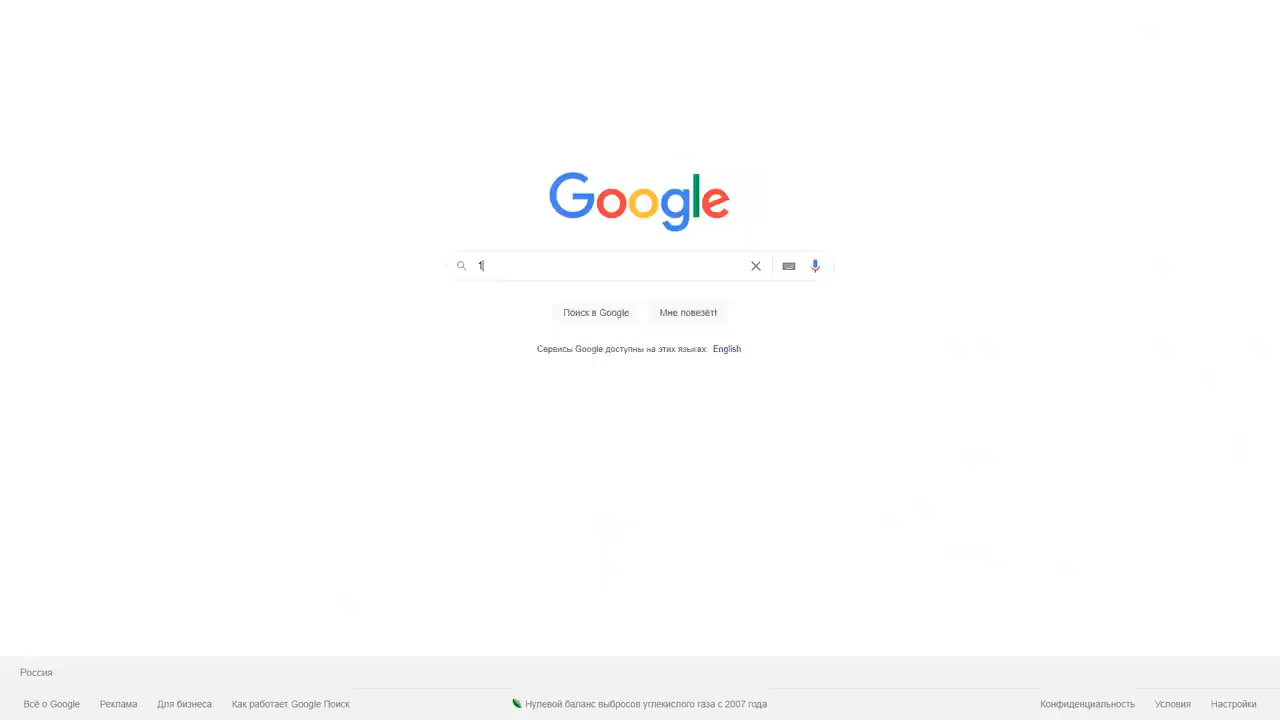 Google
1
Поиск в Google Мне повезёт!
Сервисы Google доступны на этих языках: English
Россия
Всё о Google Реклама Для бизнеса Как работает Google Поиск Нулевой баланс выбросов углекислого газа с 2007 года Конфиденциальность Условия Настройки